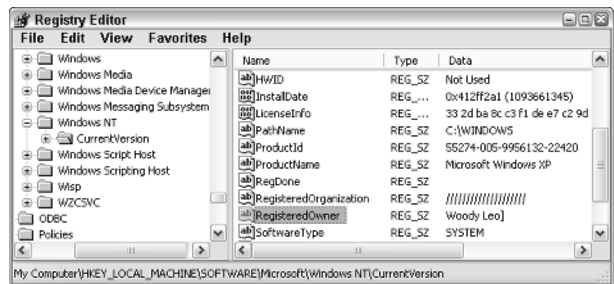 Registry Editor
File Edit View Favorites Help
Windows
Windows Media
Windows Media Device Manager
Windows Messaging Subsystem
Windows NT
CurrentVersion
Windows Script Host
Windows Scripting Host
Wisp
WZCSVC
ODBC
Policies
Name Type Data
HWID REG_SZ Not Used
InstallDate REG_... 0x412ff2a1 (1093661345)
LicenseInfo REG_... 33 2d ba 8c c3 f1 de e7 c2 9d
PathName REG_SZ C:\WINDOWS
ProductId REG_SZ 55274-005-9956132-22420
ProductName REG_SZ Microsoft Windows XP
RegDone REG_SZ
RegisteredOrganization REG_SZ ///////////////////
RegisteredOwner REG_SZ Woody Leo]
SoftwareType REG_SZ SYSTEM
My Computer\HKEY_LOCAL_MACHINE\SOFTWARE\Microsoft\Windows NT\CurrentVersion